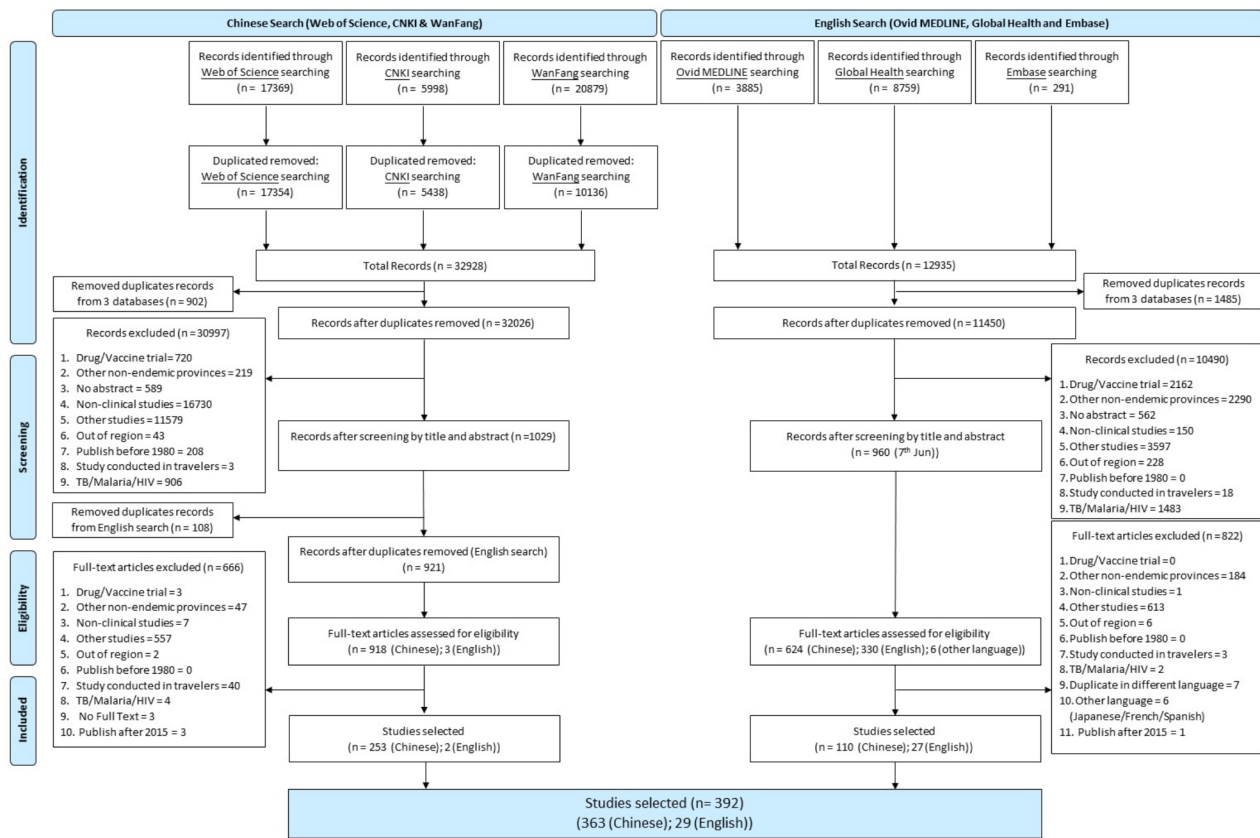 Chinese Search (Web of Science, CNKI & WanFang)
English Search (Ovid MEDLINE, Global Health and Embase)
Identification
Records identified through
Web of Science searching
(n = 17369)
Records identified through
CNKI searching
(n = 5998)
Records identified through
WanFang searching
(n = 20879)
Records identified through
Ovid MEDLINE searching
(n = 3885)
Records identified through
Global Health searching
(n = 8759)
Records identified through
Embase searching
(n = 291)
Duplicated removed:
Web of Science searching
(n = 17354)
Duplicated removed:
CNKI searching
(n = 5438)
Duplicated removed:
WanFang searching
(n = 10136)
Total Records (n = 32928)
Total Records (n = 12935)
Removed duplicates records
from 3 databases (n = 902)
Removed duplicates records
from 3 databases (n = 1485)
Records after duplicates removed (n = 32026)
Records after duplicates removed (n = 11450)
Screening
Records excluded (n = 30997)
1. Drug/Vaccine trial = 720
2. Other non-endemic provinces = 219
3. No abstract = 589
4. Non-clinical studies = 16730
5. Other studies = 11579
6. Out of region = 43
7. Publish before 1980 = 208
8. Study conducted in travelers = 3
9. TB/Malaria/HIV = 906
Records after screening by title and abstract (n =1029)
Records after screening by title and abstract
(n = 960 (7th Jun))
Records excluded (n = 10490)
1. Drug/Vaccine trial = 2162
2. Other non-endemic provinces = 2290
3. No abstract = 562
4. Non-clinical studies = 150
5. Other studies = 3597
6. Out of region = 228
7. Publish before 1980 = 0
8. Study conducted in travelers = 18
9. TB/Malaria/HIV = 1483
Removed duplicates records
from English search (n = 108)
Eligibility
Records after duplicates removed (English search)
(n = 921)
Full-text articles excluded (n = 666)
1. Drug/Vaccine trial = 3
2. Other non-endemic provinces = 47
3. Non-clinical studies = 7
4. Other studies = 557
5. Out of region = 2
6. Publish before 1980 = 0
7. Study conducted in travelers = 40
8. TB/Malaria/HIV = 4
9. No Full Text = 3
10. Publish after 2015 = 3
Full-text articles assessed for eligibility
(n = 918 (Chinese); 3 (English))
Full-text articles assessed for eligibility
(n = 624 (Chinese); 330 (English); 6 (other language))
Full-text articles excluded (n = 822)
1. Drug/Vaccine trial = 0
2. Other non-endemic provinces = 184
3. Non-clinical studies = 1
4. Other studies = 613
5. Out of region = 6
6. Publish before 1980 = 0
7. Study conducted in travelers = 3
8. TB/Malaria/HIV = 2
9. Duplicate in different language = 7
10. Other language = 6
(Japanese/French/Spanish)
11. Publish after 2015 = 1
Included
Studies selected
(n = 253 (Chinese); 2 (English))
Studies selected
(n = 110 (Chinese); 27 (English))
Studies selected (n= 392)
(363 (Chinese); 29 (English))